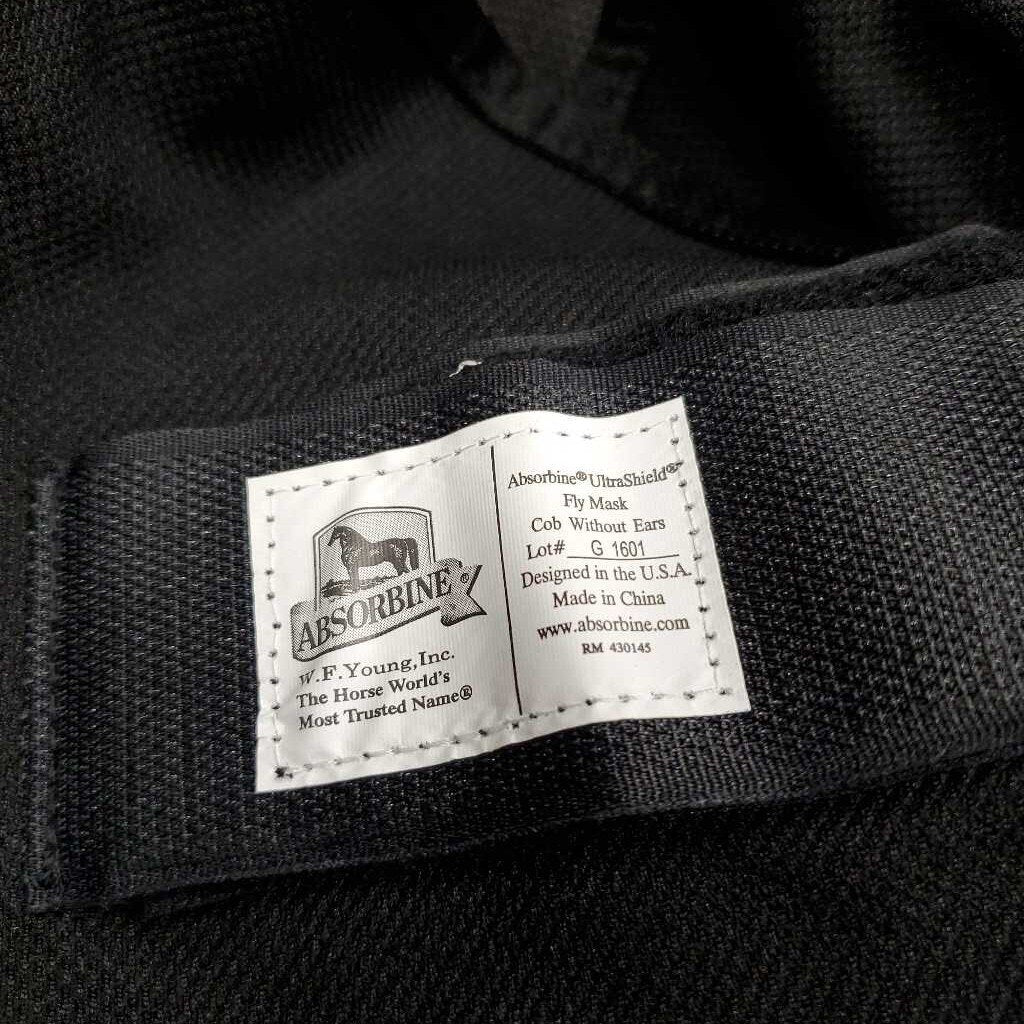 ABSORBINE®
W.F.Young,Inc.
The Horse World's
Most Trusted Name®
Absorbine® UltraShield®
Fly Mask
Cob Without Ears
Lot# G 1601
Designed in the U.S.A.
Made in China
www.absorbine.com
RM 430145